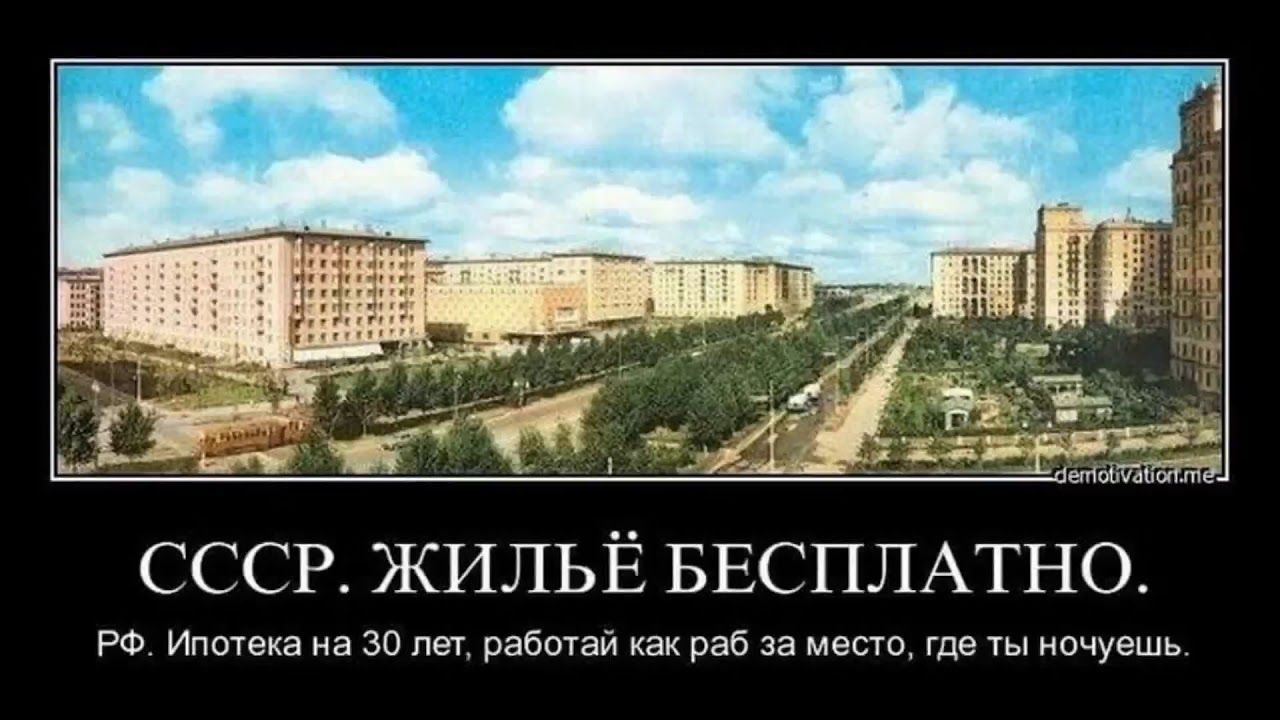 demotivation.me
СССР. ЖИЛЬЁ БЕСПЛАТНО.
РФ. Ипотека на 30 лет, работай как раб за место, где ты ночуешь.